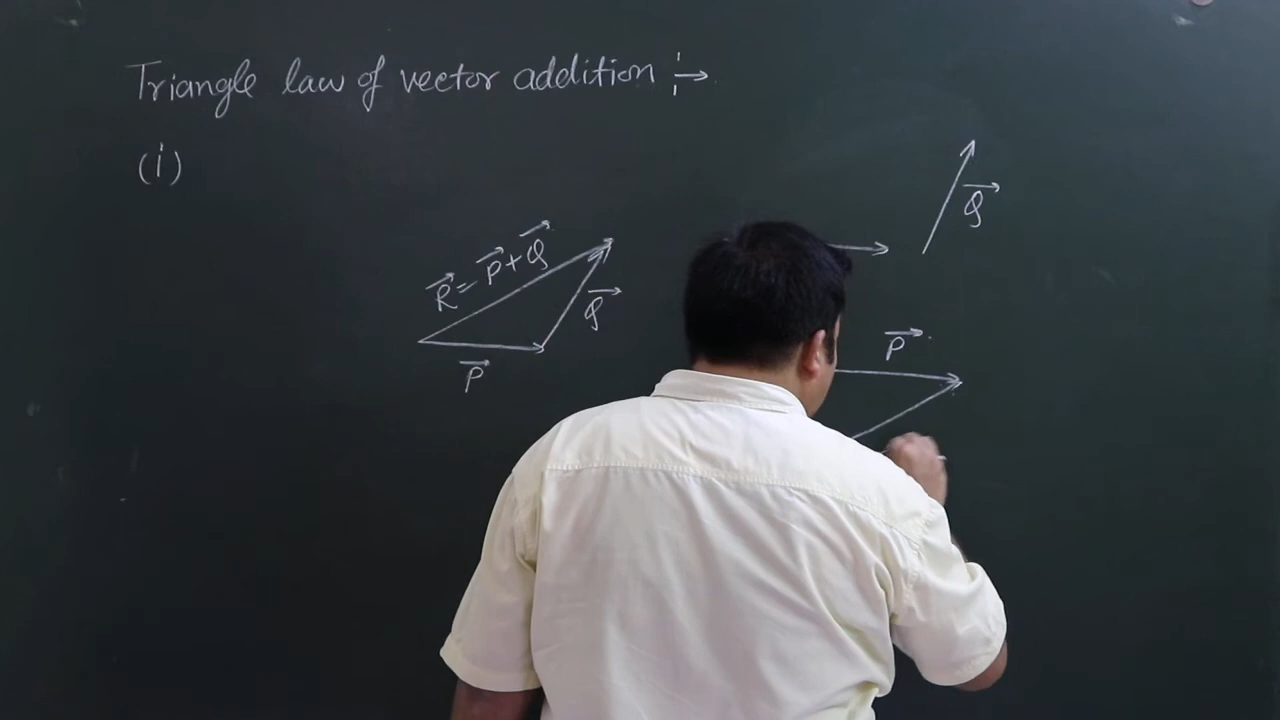 Triangle law of vector addition :→
(i)
Q⃗
R⃗ = P⃗ + Q⃗
Q⃗
P⃗
P⃗